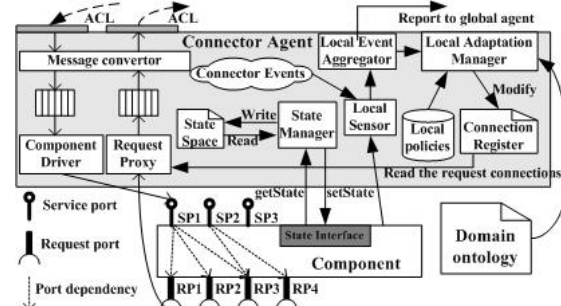 ACL
ACL
Report to global agent
Connector Agent
Local Event
Aggregator
Local Adaptation
Manager
Message convertor
Connector Events
Modify
Write
State
Space
Read
State
Manager
Local
Sensor
Local
policies
Connection
Register
Component
Driver
Request
Proxy
Read the request connections
getState
setState
Service port
SP1
SP2
SP3
Request port
State Interface
Component
Domain
ontology
Port dependency
RP1
RP2
RP3
RP4